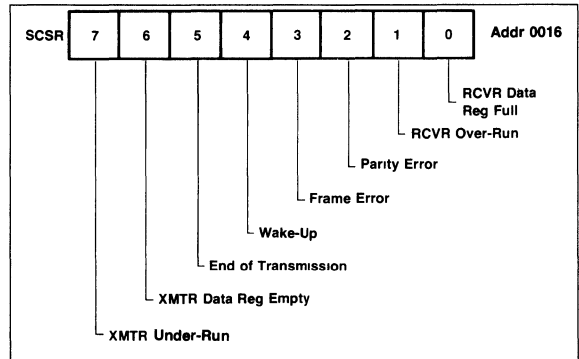 SCSR 7 6 5 4 3 2 1 0 Addr 0016
RCVR Data
Reg Full
RCVR Over-Run
Parity Error
Frame Error
Wake-Up
End of Transmission
XMTR Data Reg Empty
XMTR Under-Run